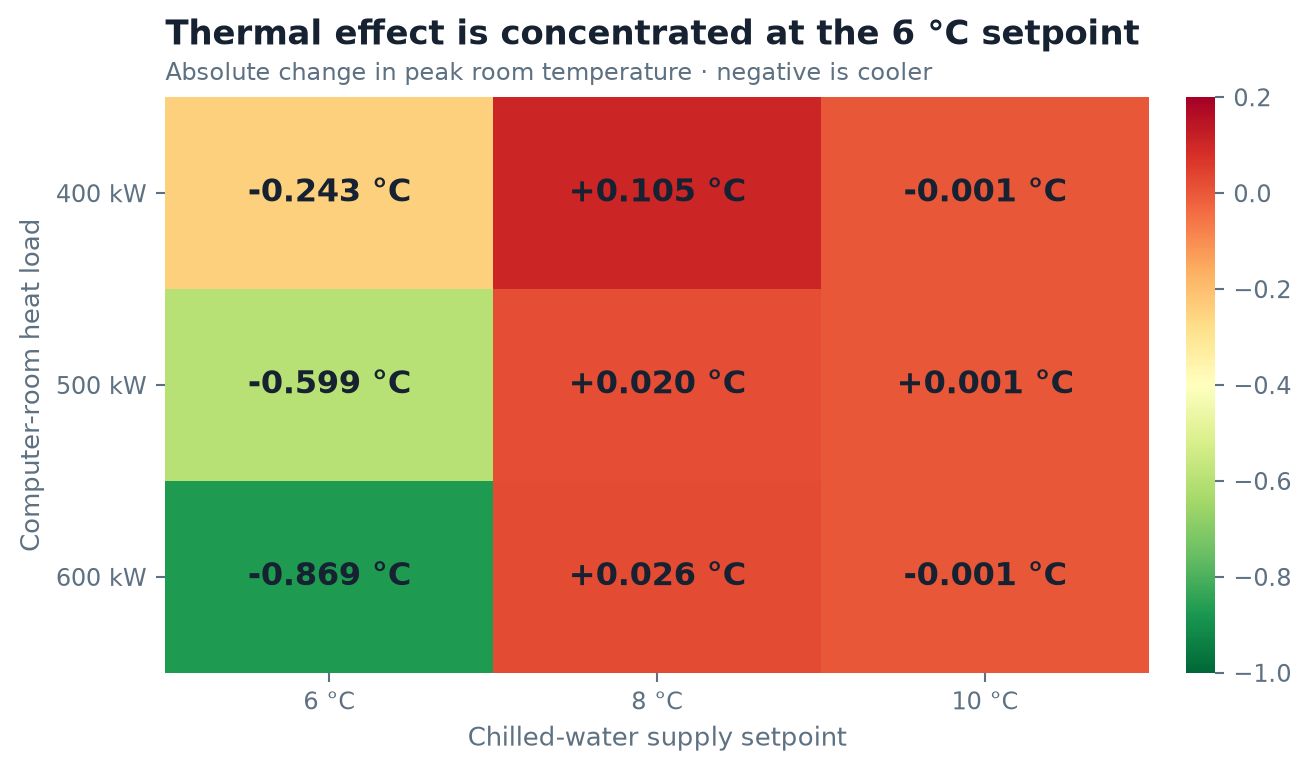 Thermal effect is concentrated at the 6 °C setpoint
Absolute change in peak room temperature · negative is cooler
Computer-room heat load
400 kW
-0.243 °C
+0.105 °C
-0.001 °C
500 kW
-0.599 °C
+0.020 °C
+0.001 °C
600 kW
-0.869 °C
+0.026 °C
-0.001 °C
6 °C
8 °C
10 °C
Chilled-water supply setpoint
0.2
0.0
−0.2
−0.4
−0.6
−0.8
−1.0